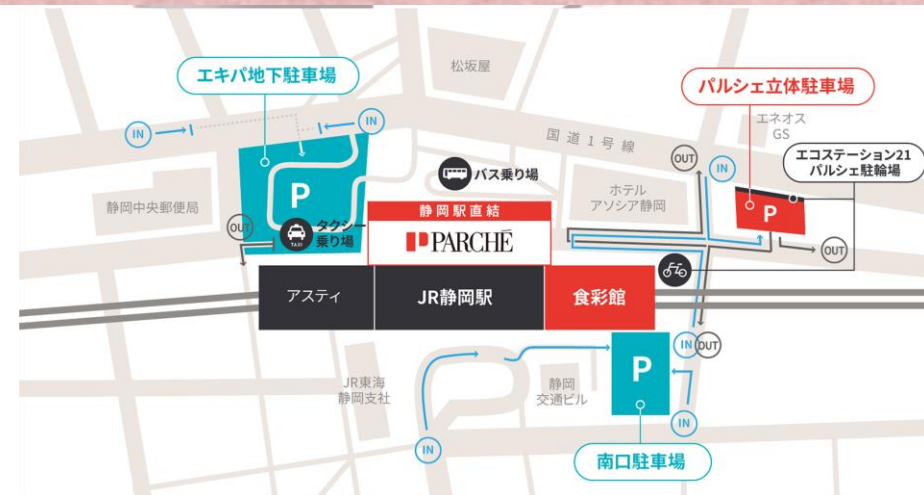 松坂屋
エキパ地下駐車場
パルシェ立体駐車場
エネオス
GS
IN
IN
国道1号線
OUT
IN
エコステーション21
パルシェ駐輪場
バス乗り場
P
静岡中央郵便局
ホテル
アソシア静岡
静岡駅直結
PARCHÉ
P
OUT
TAXI
タクシー
乗り場
OUT
アスティ
JR静岡駅
食彩館
IN
OUT
P
JR東海
静岡支社
静岡
交通ビル
IN
IN
南口駐車場